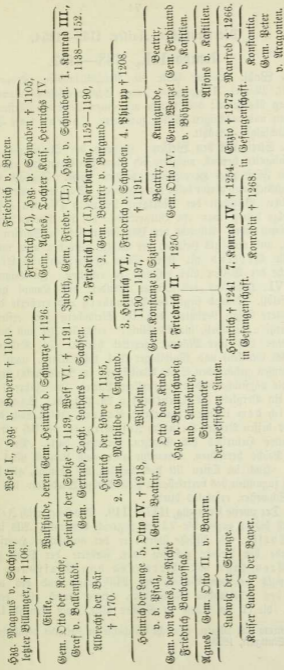 Hzg. Magnus v. Sachsen,
letzter Billunger, † 1106.
Welf I., Hzg. v. Bayern † 1101.
Friedrich v. Büren.
Friedrich (I.), Hzg. v. Schwaben † 1105,
Gem. Agnes, Tochter Kais. Heinrichs IV.
Eilike,
Gem. Otto der Reiche,
Graf v. Ballenstädt.
Wulfhilde, deren Gem. Heinrich d. Schwarze † 1126.
Albrecht der Bär
† 1170.
Heinrich der Stolze † 1139, Welf VI. † 1191.
Gem. Gertrud, Tocht. Lothars v. Sachsen.
Judith, Gem. Friedr. (II.), Hzg. v. Schwaben. 1. Konrad III.,
1138—1152.
Heinrich der Löwe † 1195,
2. Gem. Mathilde v. England.
2. Friedrich III. (I.) Barbarossa, 1152—1190,
2. Gem. Beatrix v. Burgund.
Heinrich der Lange
v. d. Pfalz,
Gem. von Agnes, der Nichte
Friedrich Barbarossas.
5. Otto IV. † 1218,
1. Gem. Beatrix.
Wilhelm.
3. Heinrich VI.,
1190—1197,
Gem. Konstanze v. Sizilien.
Friedrich v. Schwaben.
† 1191.
4. Philipp † 1208.
Agnes, Gem. Otto II. v. Bayern.
Otto das Kind,
Hzg. v. Braunschweig
und Lüneburg,
Stammvater
der welfischen Linien.
6. Friedrich II. † 1250.
Beatrix,
Gem. Otto IV.
Kunigunde,
Gem. Wenzel
v. Böhmen.
Beatrix,
Gem. Ferdinand
v. Kastilien.
Ludwig der Strenge.
Alfons v. Kastilien.
Kaiser Ludwig der Bayer.
Heinrich † 1241
in Gefangenschaft.
7. Konrad IV. † 1254.
Enzio † 1272
in Gefangenschaft.
Manfred † 1266.
Konradin † 1268.
Konstantia,
Gem. Peter
v. Aragonien.